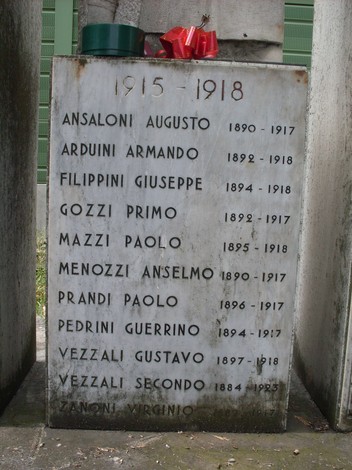 1915 - 1918
ANSALONI AUGUSTO 1890 - 1917
ARDUINI ARMANDO 1892 - 1918
FILIPPINI GIUSEPPE 1894 - 1918
GOZZI PRIMO 1892 - 1917
MAZZI PAOLO 1895 - 1918
MENOZZI ANSELMO 1890 - 1917
PRANDI PAOLO 1896 - 1917
PEDRINI GUERRINO 1894 - 1917
VEZZALI GUSTAVO 1897 - 1918
VEZZALI SECONDO 1884 - 1923
ZANONI VIRGINIO